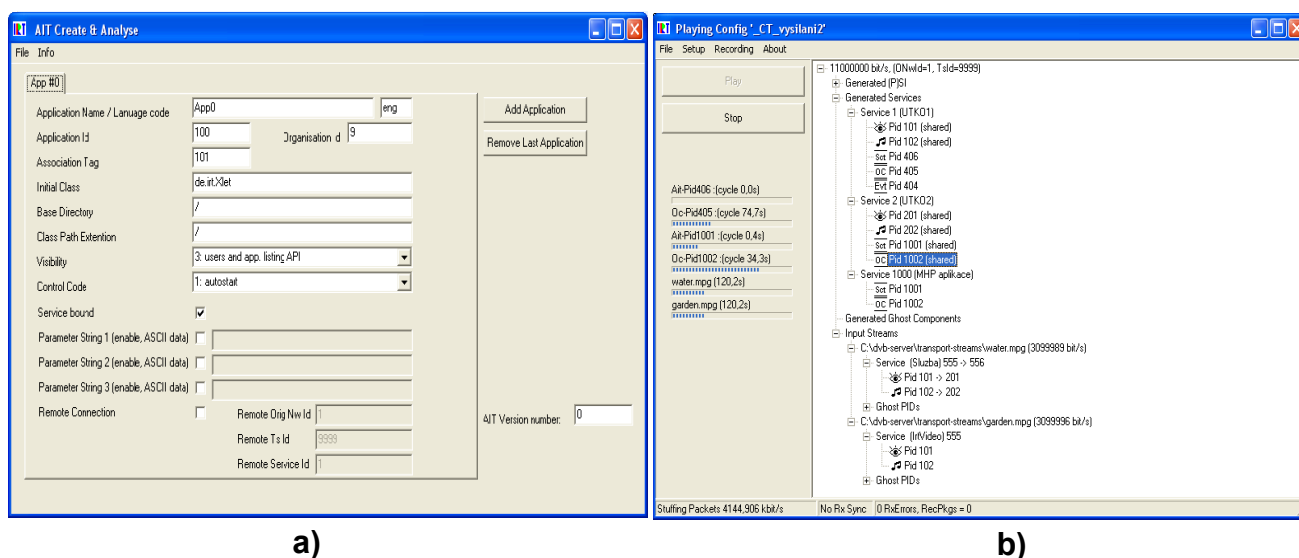 AIT Create & Analyse
File Info
App #0
Application Name / Lanuage code App0 eng
Application Id 100 Organisation d 9
Association Tag 101
Initial Class de.irt.Xlet
Base Directory /
Class Path Extention /
Visibility 3: users and app. listing API
Control Code 1: autostart
Service bound
Parameter String 1 (enable, ASCII data)
Parameter String 2 (enable, ASCII data)
Parameter String 3 (enable, ASCII data)
Remote Connection Remote Orig Nw Id 1
Remote Ts Id 9999
Remote Service Id 1
Add Application
Remove Last Application
AIT Version number: 0
a)
Playing Config '_CT_vysilani2'
File Setup Recording About
Play
Stop
Ait-Pid406 :(cycle 0,0s)
Oc-Pid405 :(cycle 74,7s)
Ait-Pid1001 :(cycle 0,4s)
Oc-Pid1002 :(cycle 34,3s)
water.mpg (120,2s)
garden.mpg (120,2s)
11000000 bit/s, (ONwId=1, TsId=9999)
Generated (P)SI
Generated Services
Service 1 (UTKO1)
Pid 101 (shared)
Pid 102 (shared)
Sct Pid 406
OC Pid 405
Evt Pid 404
Service 2 (UTKO2)
Pid 201 (shared)
Pid 202 (shared)
Sct Pid 1001 (shared)
OC Pid 1002 (shared)
Service 1000 (MHP aplikace)
Sct Pid 1001
OC Pid 1002
Generated Ghost Components
Input Streams
C:\dvb-server\transport-streams\water.mpg (3099989 bit/s)
Service (Sluzba) 555 -> 556
Pid 101 -> 201
Pid 102 -> 202
Ghost PIDs
C:\dvb-server\transport-streams\garden.mpg (3099996 bit/s)
Service (IrtVideo) 555
Pid 101
Pid 102
Ghost PIDs
Stuffing Packets 4144,906 kbit/s No Rx Sync 0 RxErrors, RecPkgs = 0
b)